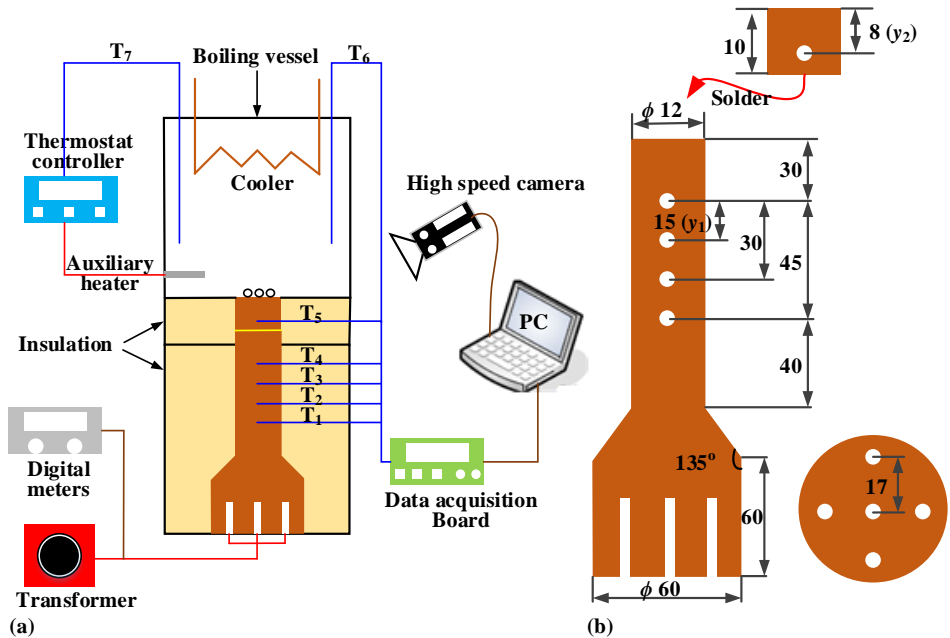 T7
Boiling vessel
T6
Thermostat
controller
Cooler
High speed camera
Auxiliary
heater
T5
PC
Insulation
T4
T3
T2
T1
Digital
meters
Data acquisition
Board
Transformer
(a)
10
8 (y2)
Solder
ϕ 12
30
15 (y1)
30
45
40
135o
17
60
ϕ 60
(b)